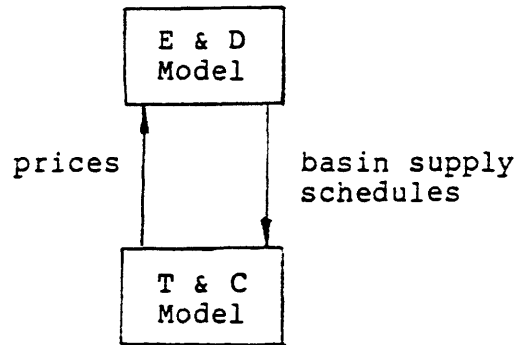 E & D
Model
prices
basin supply
schedules
T & C
Model